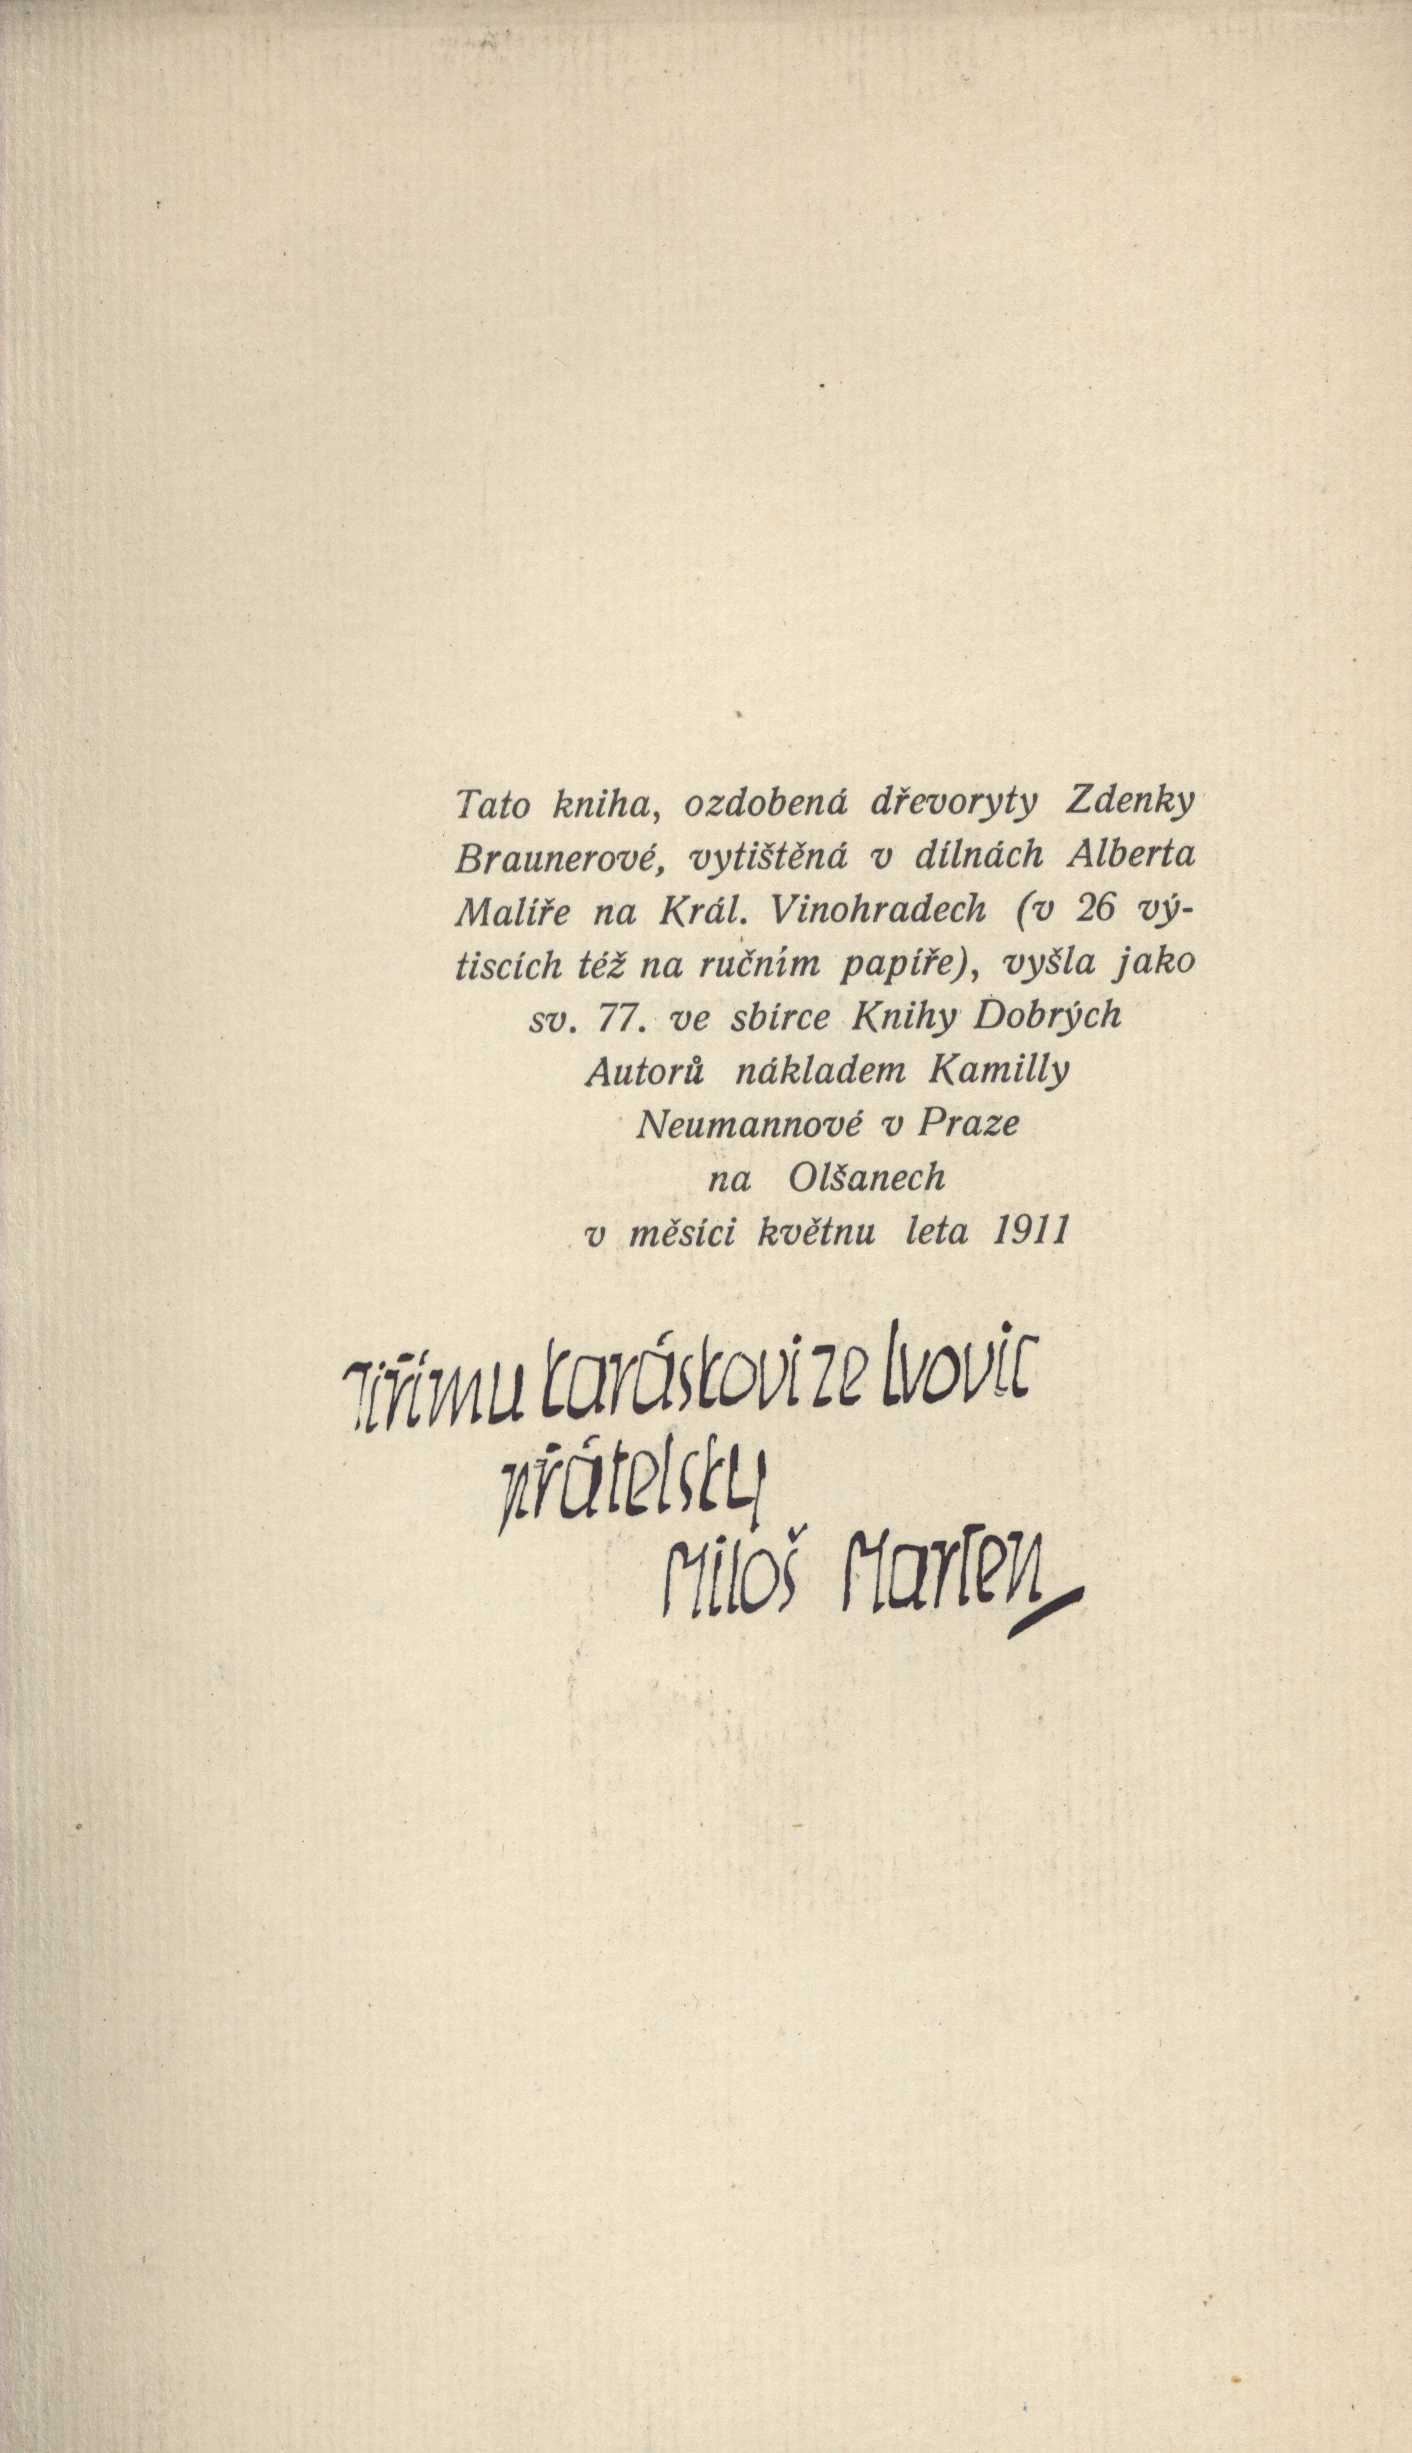 Tato kniha, ozdobená dřevoryty Zdenky
Braunerové, vytištěná v dílnách Alberta
Malíře na Král. Vinohradech (v 26 vý-
tiscích též na ručním papíře), vyšla jako
sv. 77. ve sbírce Knihy Dobrých
Autorů nákladem Kamilly
Neumannové v Praze
na Olšanech
v měsíci květnu leta 1911
Jiřímu Karáskovi ze Lvovic
přátelsky
Miloš Marten